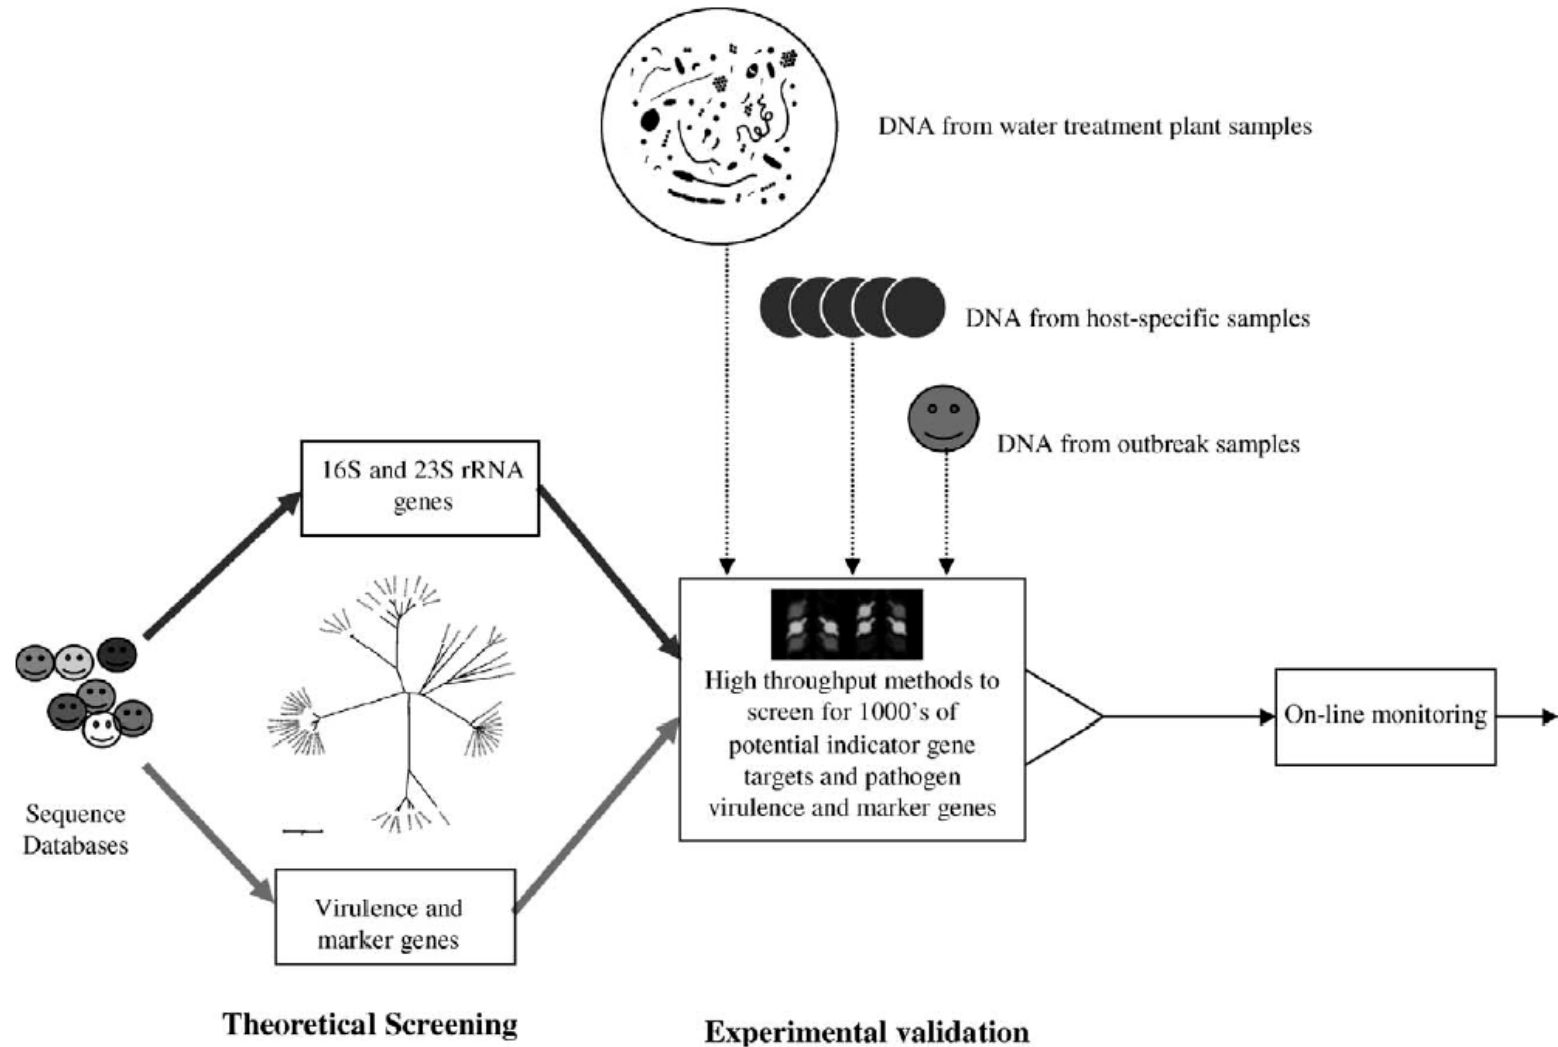 DNA from water treatment plant samples
DNA from host-specific samples
DNA from outbreak samples
16S and 23S rRNA
genes
Sequence
Databases
Virulence and
marker genes
High throughput methods to
screen for 1000's of
potential indicator gene
targets and pathogen
virulence and marker genes
On-line monitoring
Theoretical Screening
Experimental validation